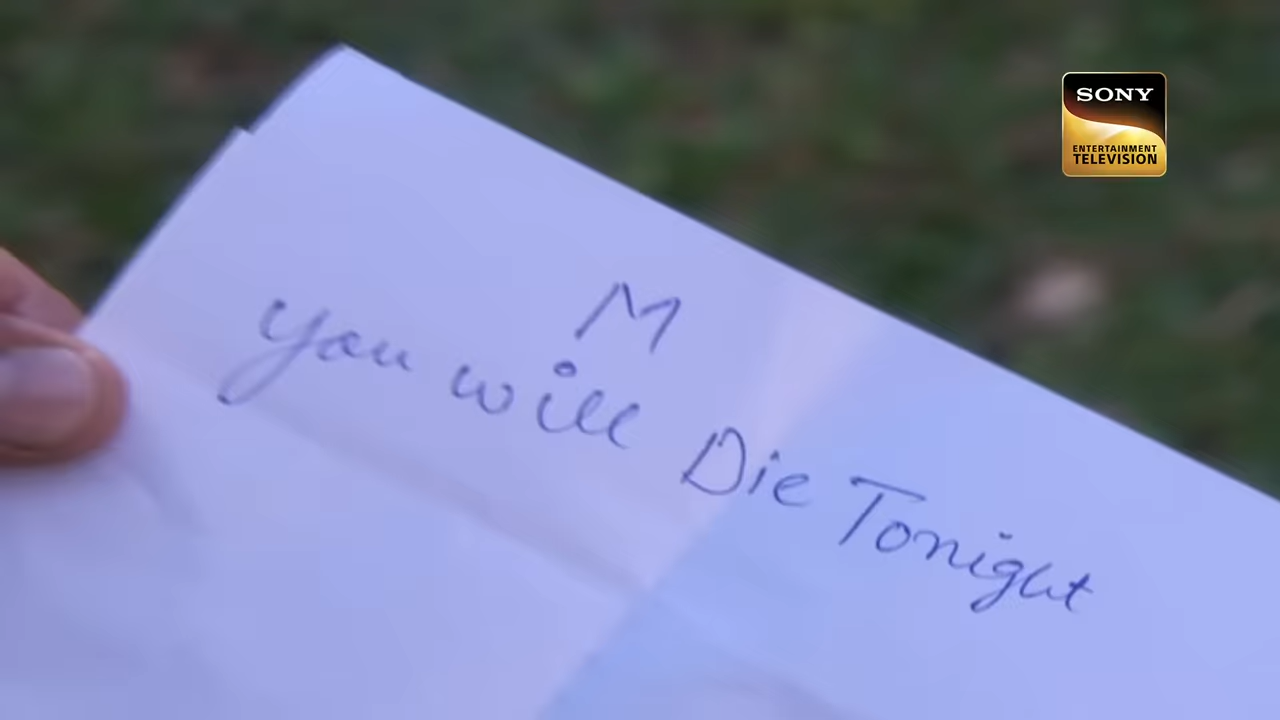 M
you will Die Tonight
SONY
ENTERTAINMENT
TELEVISION